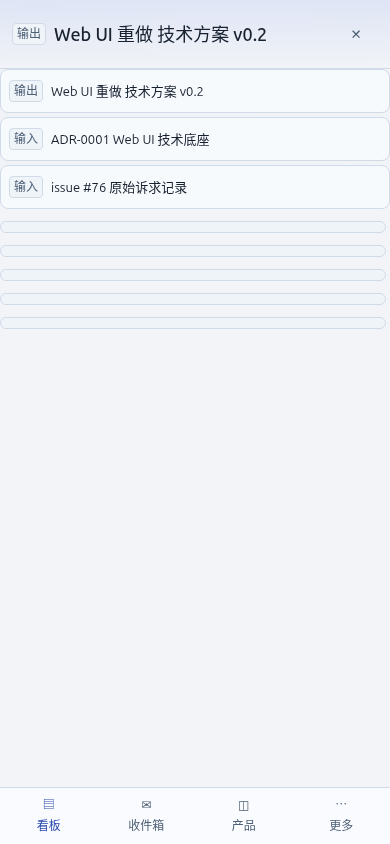 输出 Web UI 重做 技术方案 v0.2 ×
输出 Web UI 重做 技术方案 v0.2
输入 ADR-0001 Web UI 技术底座
输入 issue #76 原始诉求记录
看板 收件箱 产品 更多